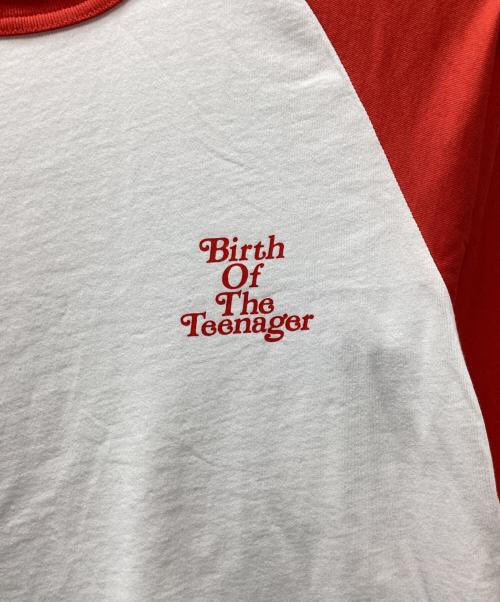 Birth
Of
The
Teenager